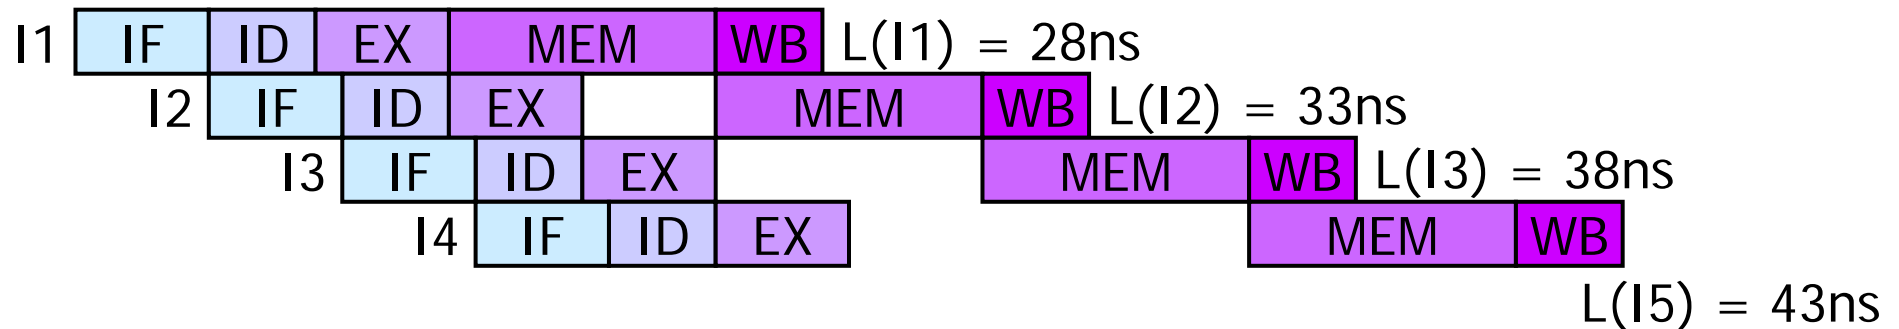 I1 IF ID EX MEM WB L(I1) = 28ns
I2 IF ID EX MEM WB L(I2) = 33ns
I3 IF ID EX MEM WB L(I3) = 38ns
I4 IF ID EX MEM WB
L(I5) = 43ns